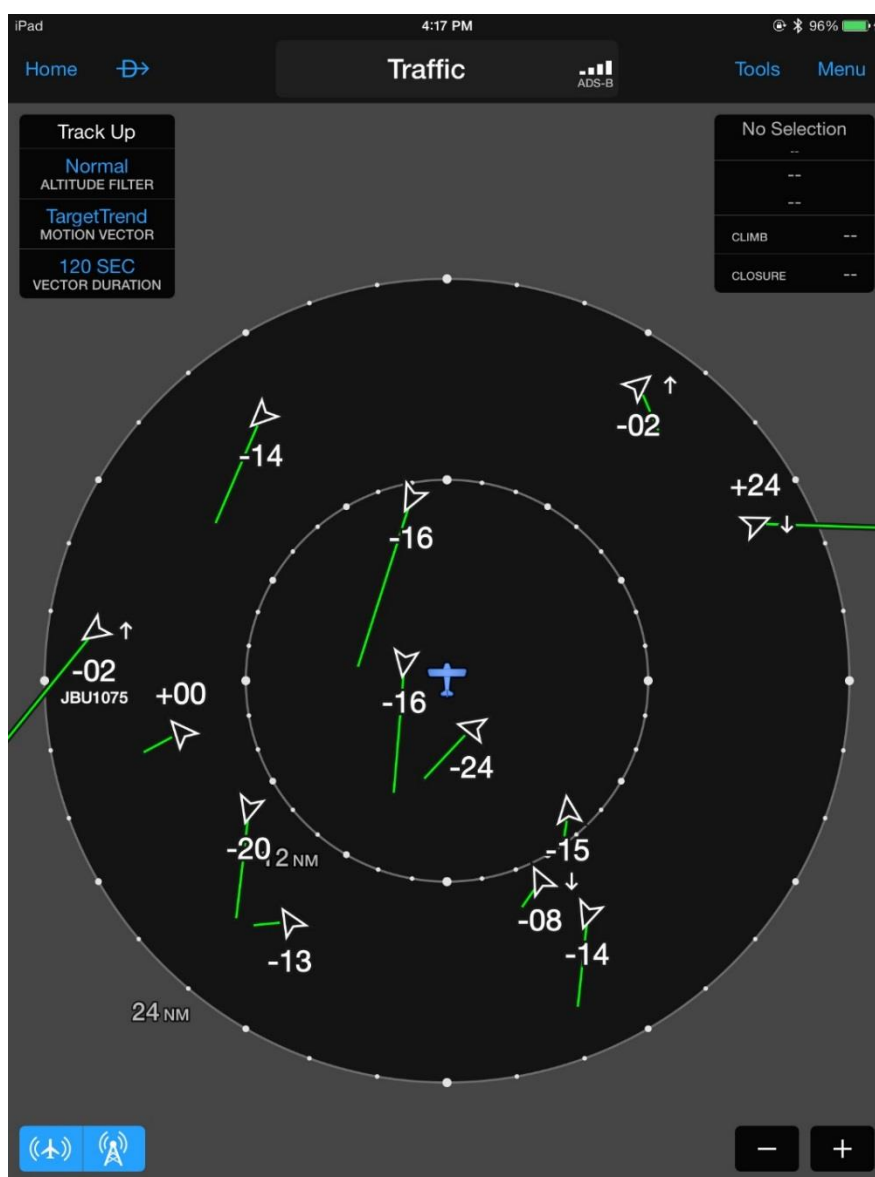 iPad 4:17 PM 96%
Home D Traffic ADS-B Tools Menu
Track Up
Normal
ALTITUDE FILTER
TargetTrend
MOTION VECTOR
120 SEC
VECTOR DURATION
No Selection
--
--
--
CLIMB --
CLOSURE --
-02
-14
+24
-16
-02
JBU1075
+00
-16
-24
-20
2 NM
-15
-08
-14
-13
24 NM
− +